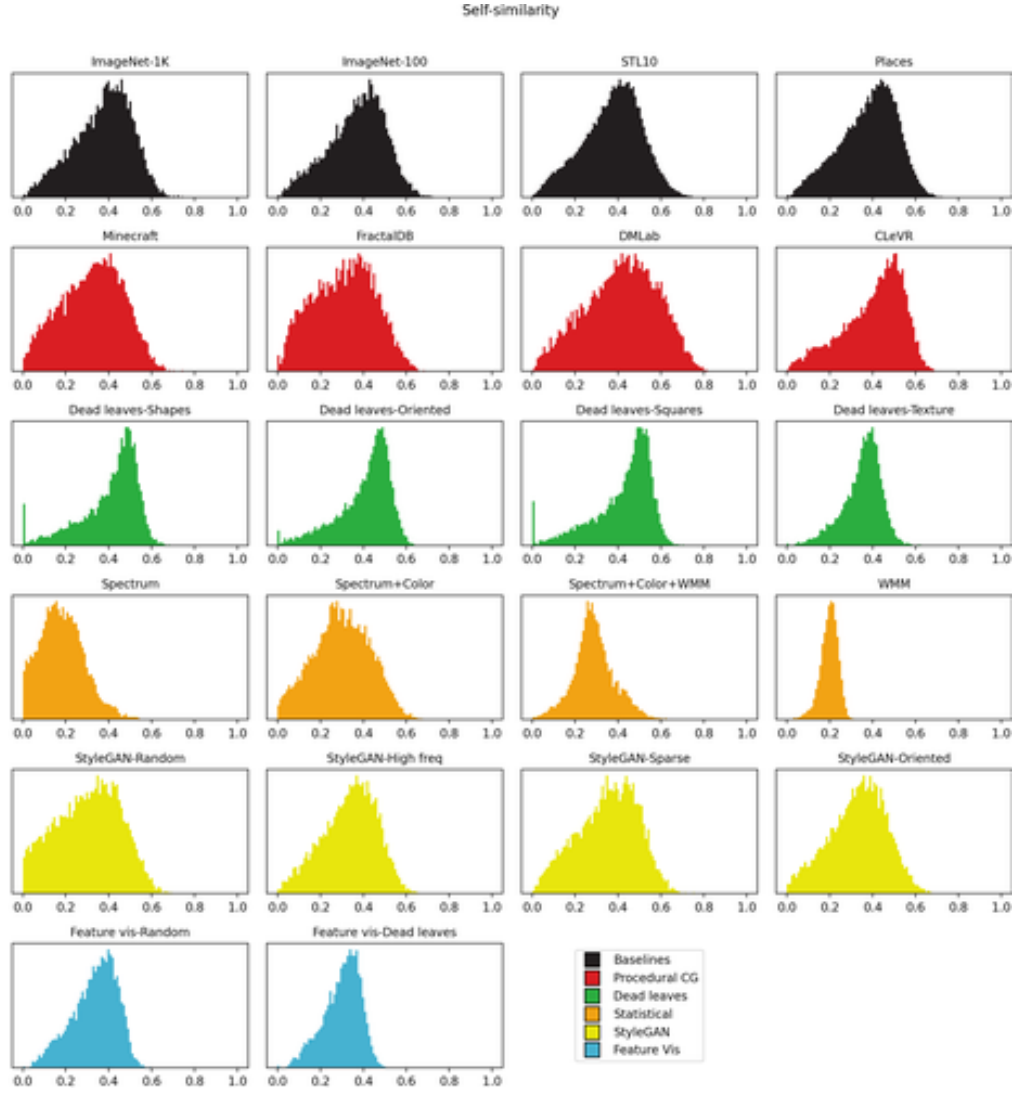 Self-similarity
ImageNet-1K ImageNet-100 STL10 Places
0.0 0.2 0.4 0.6 0.8 1.0 0.0 0.2 0.4 0.6 0.8 1.0 0.0 0.2 0.4 0.6 0.8 1.0 0.0 0.2 0.4 0.6 0.8 1.0
Minecraft FractalDB DMLab CLeVR
0.0 0.2 0.4 0.6 0.8 1.0 0.0 0.2 0.4 0.6 0.8 1.0 0.0 0.2 0.4 0.6 0.8 1.0 0.0 0.2 0.4 0.6 0.8 1.0
Dead leaves-Shapes Dead leaves-Oriented Dead leaves-Squares Dead leaves-Texture
0.0 0.2 0.4 0.6 0.8 1.0 0.0 0.2 0.4 0.6 0.8 1.0 0.0 0.2 0.4 0.6 0.8 1.0 0.0 0.2 0.4 0.6 0.8 1.0
Spectrum Spectrum+Color Spectrum+Color+WMM WMM
0.0 0.2 0.4 0.6 0.8 1.0 0.0 0.2 0.4 0.6 0.8 1.0 0.0 0.2 0.4 0.6 0.8 1.0 0.0 0.2 0.4 0.6 0.8 1.0
StyleGAN-Random StyleGAN-High freq StyleGAN-Sparse StyleGAN-Oriented
0.0 0.2 0.4 0.6 0.8 1.0 0.0 0.2 0.4 0.6 0.8 1.0 0.0 0.2 0.4 0.6 0.8 1.0 0.0 0.2 0.4 0.6 0.8 1.0
Feature vis-Random Feature vis-Dead leaves
0.0 0.2 0.4 0.6 0.8 1.0 0.0 0.2 0.4 0.6 0.8 1.0
Baselines
Procedural CG
Dead leaves
Statistical
StyleGAN
Feature Vis